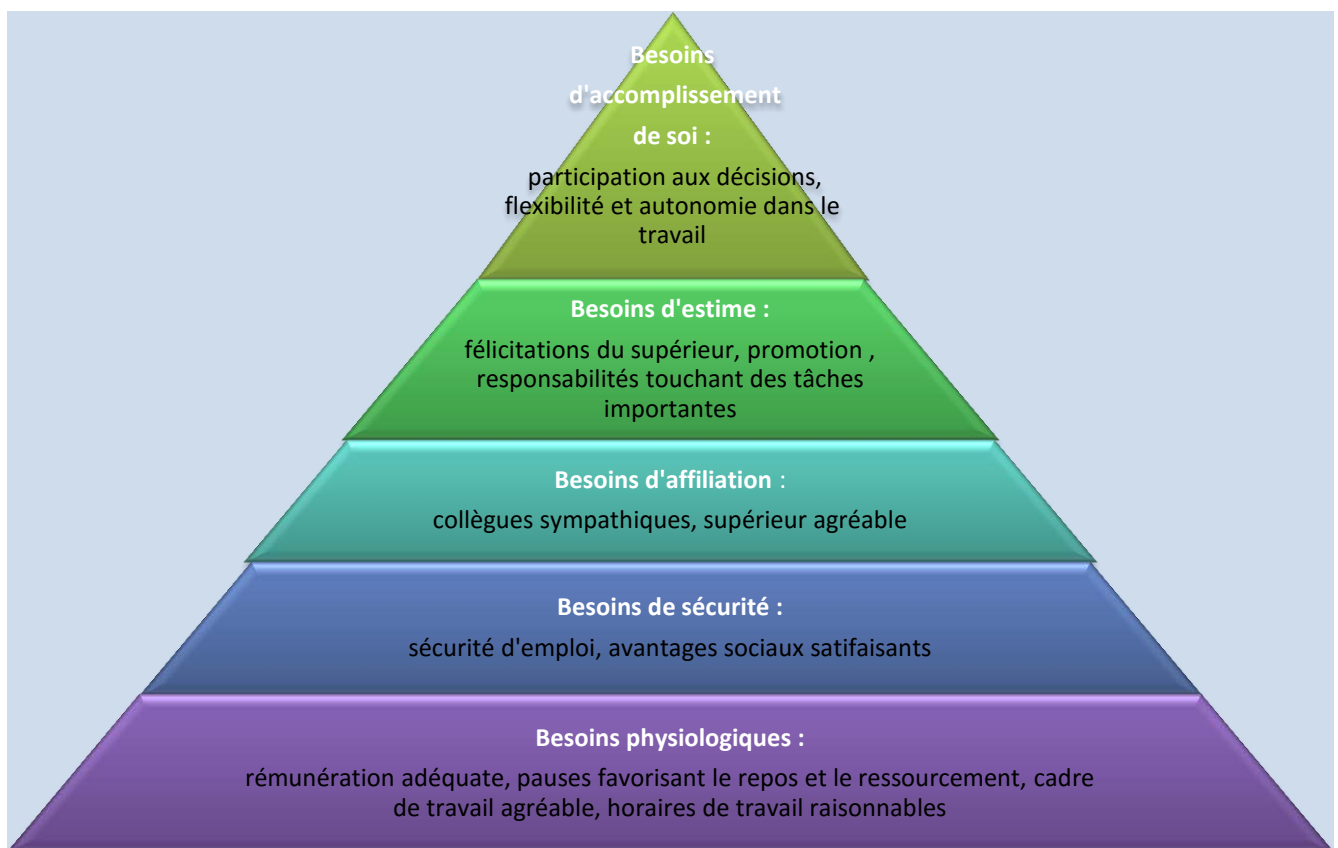 Besoins
d'accomplissement
de soi :
participation aux décisions,
flexibilité et autonomie dans le
travail
Besoins d'estime :
félicitations du supérieur, promotion ,
responsabilités touchant des tâches
importantes
Besoins d'affiliation :
collègues sympathiques, supérieur agréable
Besoins de sécurité :
sécurité d'emploi, avantages sociaux satifaisants
Besoins physiologiques :
rémunération adéquate, pauses favorisant le repos et le ressourcement, cadre
de travail agréable, horaires de travail raisonnables